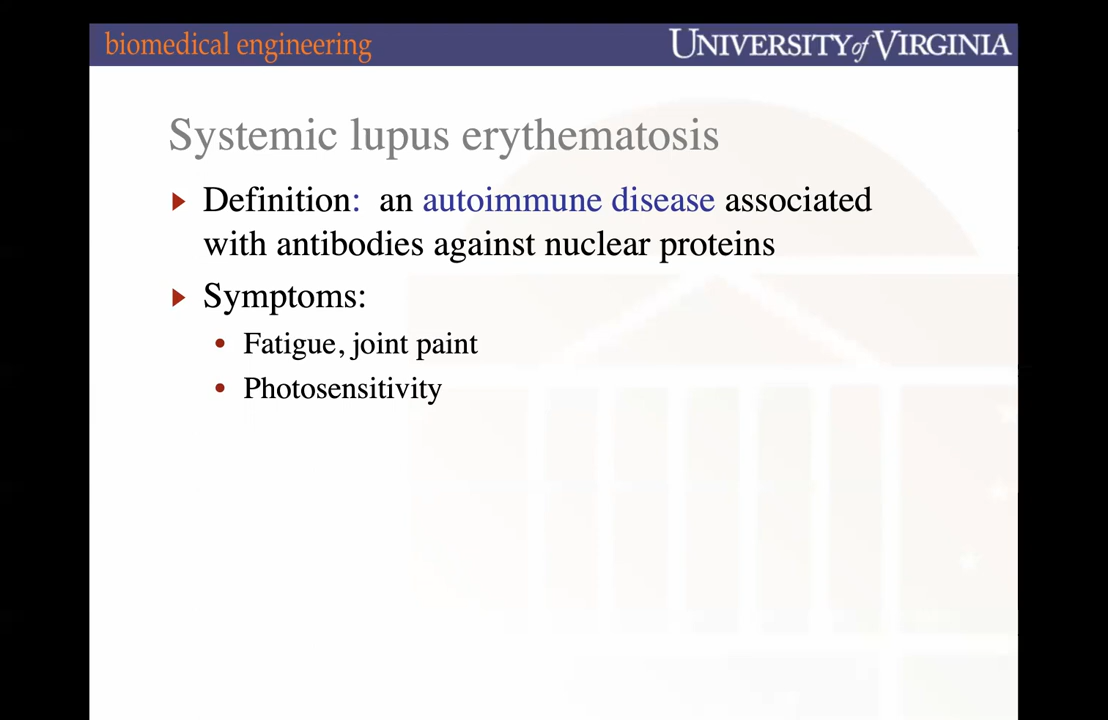 biomedical engineering
UNIVERSITY of VIRGINIA
Systemic lupus erythematosis
Definition: an autoimmune disease associated
with antibodies against nuclear proteins
Symptoms:
Fatigue, joint paint
Photosensitivity